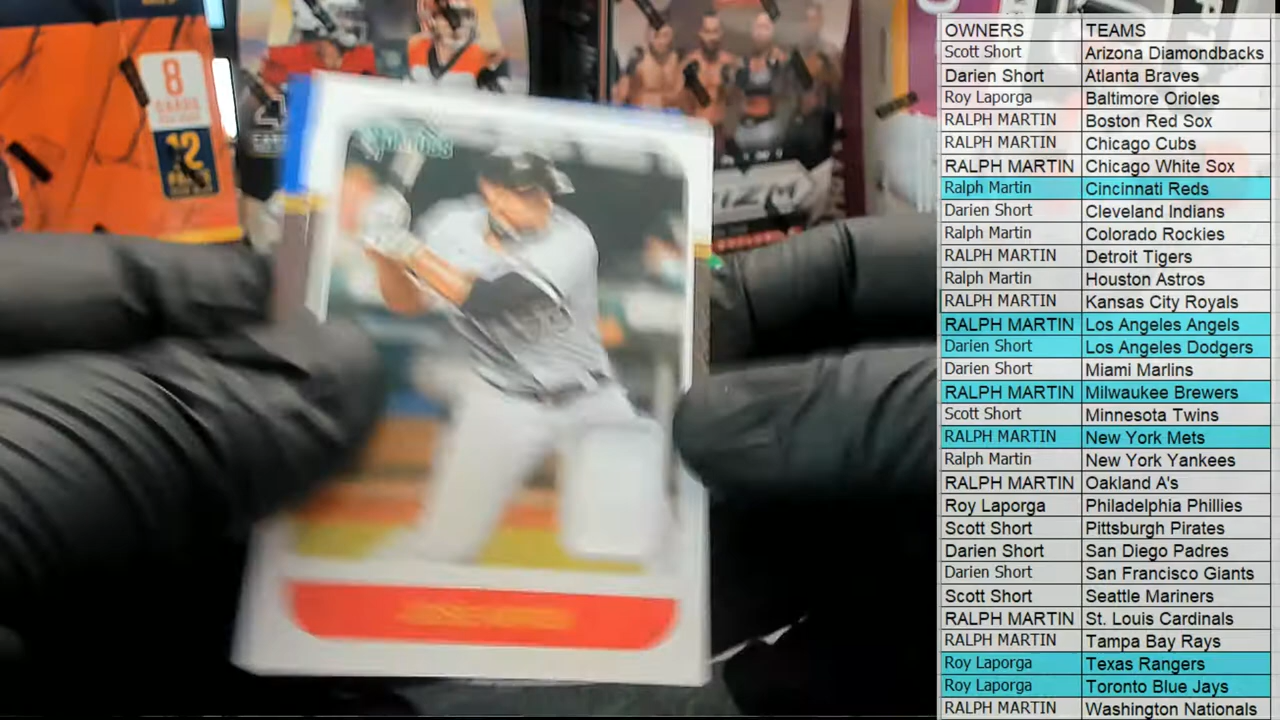 OWNERS TEAMS
Scott Short Arizona Diamondbacks
Darien Short Atlanta Braves
Roy Laporga Baltimore Orioles
RALPH MARTIN Boston Red Sox
RALPH MARTIN Chicago Cubs
RALPH MARTIN Chicago White Sox
Ralph Martin Cincinnati Reds
Darien Short Cleveland Indians
Ralph Martin Colorado Rockies
RALPH MARTIN Detroit Tigers
Ralph Martin Houston Astros
RALPH MARTIN Kansas City Royals
RALPH MARTIN Los Angeles Angels
Darien Short Los Angeles Dodgers
Darien Short Miami Marlins
RALPH MARTIN Milwaukee Brewers
Scott Short Minnesota Twins
RALPH MARTIN New York Mets
Ralph Martin New York Yankees
RALPH MARTIN Oakland A's
Roy Laporga Philadelphia Phillies
Scott Short Pittsburgh Pirates
Darien Short San Diego Padres
Darien Short San Francisco Giants
Scott Short Seattle Mariners
RALPH MARTIN St. Louis Cardinals
RALPH MARTIN Tampa Bay Rays
Roy Laporga Texas Rangers
Roy Laporga Toronto Blue Jays
RALPH MARTIN Washington Nationals
8
CARDS
12